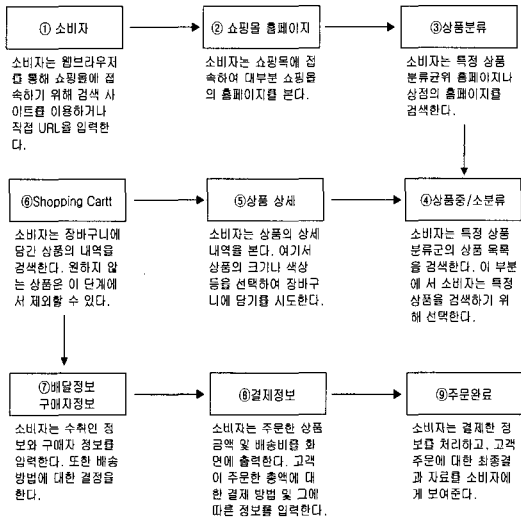 ① 소비자
② 쇼핑몰 홈페이지
③상품분류
소비자는 웹브라우저
를 통해 쇼핑몰에 접
속하기 위해 검색 사
이트를 이용하거나
직접 URL을 입력한
다.
소비자는 쇼핑목에 접
속하여 대부분 쇼핑몰
의 홈페이지를 본다.
소비자는 특정 상품
분류군위 홈페이지나
상점의 홈페이지를
검색한다.
⑥Shopping Cartt
⑤상품 상세
④상품중/소분류
소비자는 장바구니에
담간 상품의 내역을
검색한다. 원하지 않
는 상품은 이 단계에
서 제외할 수 있다.
소비자는 상품의 상세
내역을 본다. 여기서
상품의 크기나 색상
등을 선택하여 장바구
니에 담기를 시도한다.
소비자는 특정 상품
분류군의 상품 목록
을 검색한다. 이 부분
에 서 소비자는 특정
상품을 검색하기 위
해 선택한다.
⑦배달정보
구매자정보
⑧결제정보
⑨주문완료
소비자는 수취인 정
보와 구매자 정보를
입력한다. 또한 배송
방법에 대한 결정을
한다.
소비자는 주문한 상품
금액 및 배송비를 화
면에 출력한다. 고객
이 주문한 총액에 대
한 결제 방법 및 그에
따른 정보를 입력한다.
소비자는 결제한 정
보를 처리하고, 고객
주문에 대한 최종결
과 자료를 소비자에
게 보여준다.